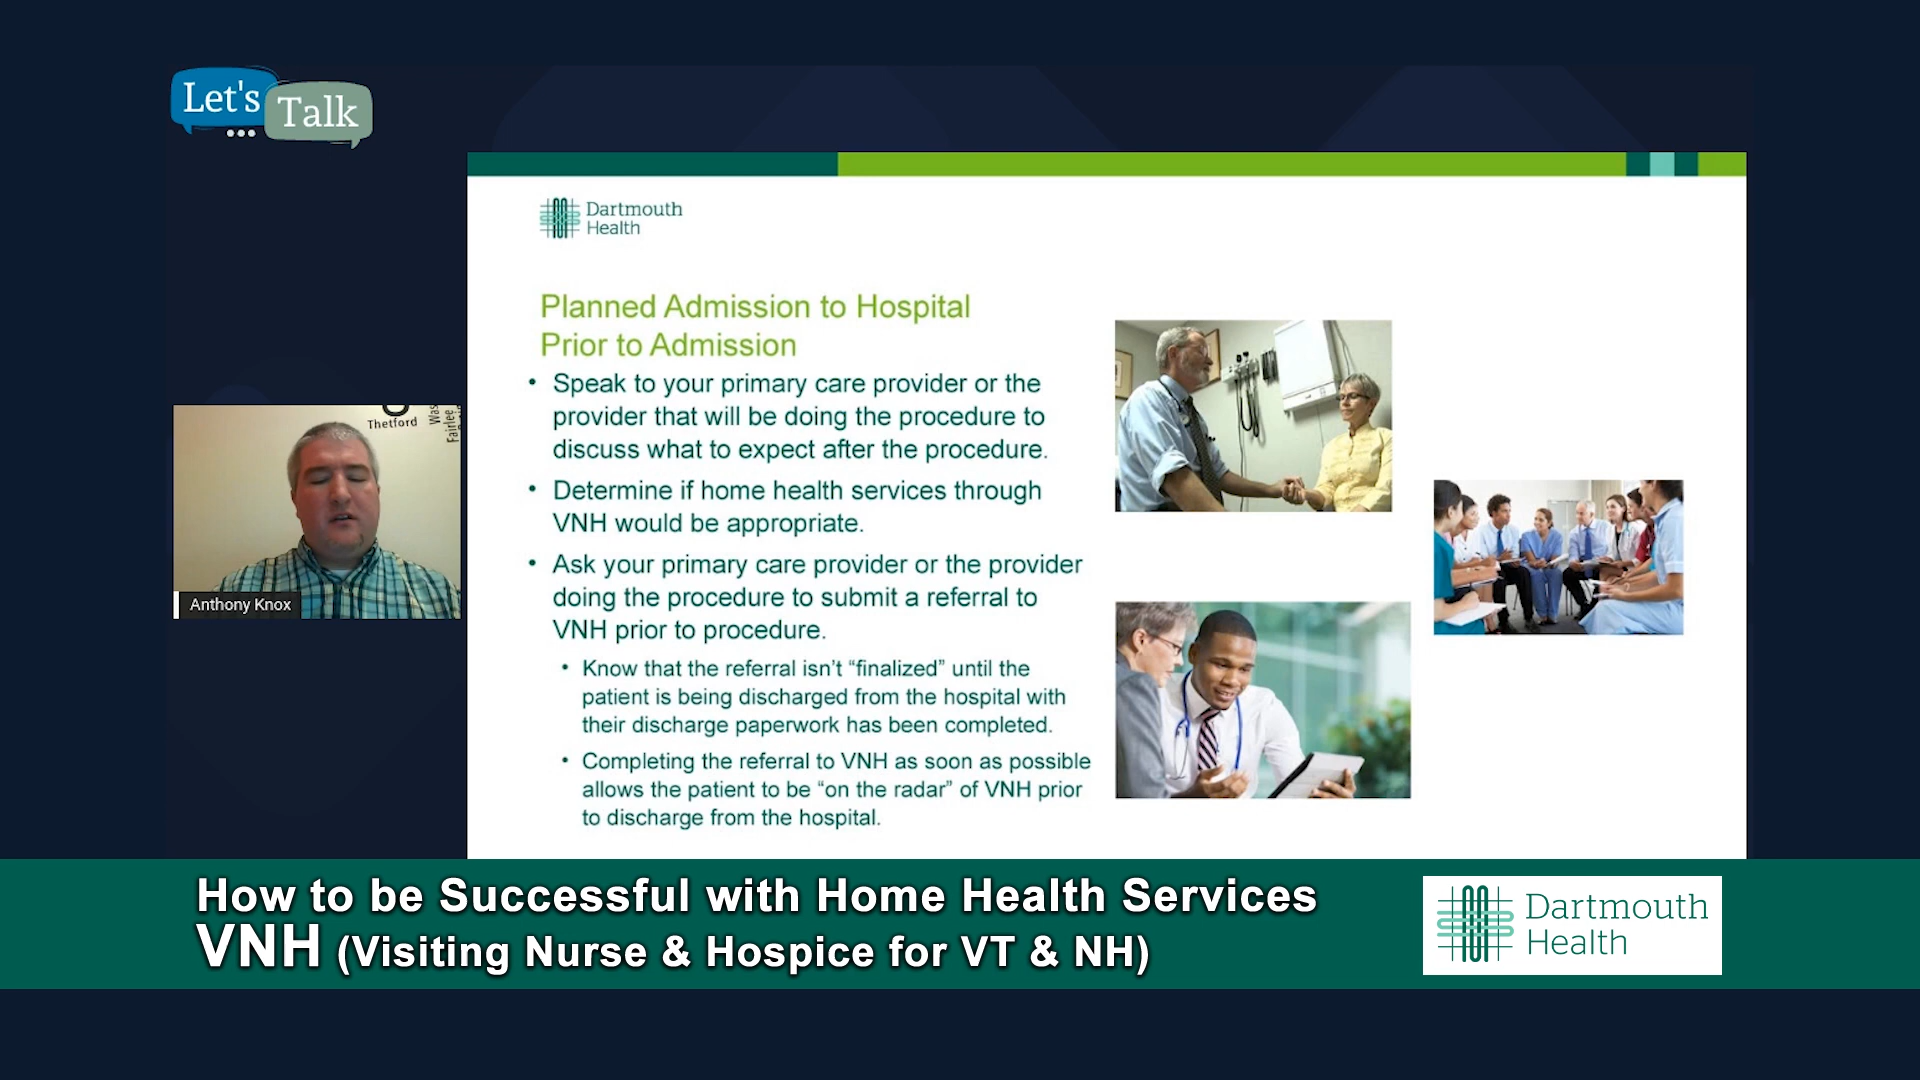 Let's
Talk
Dartmouth
Health
Planned Admission to Hospital
Prior to Admission
• Speak to your primary care provider or the
provider that will be doing the procedure to
discuss what to expect after the procedure.
• Determine if home health services through
VNH would be appropriate.
• Ask your primary care provider or the provider
doing the procedure to submit a referral to
VNH prior to procedure.
• Know that the referral isn’t “finalized” until the
patient is being discharged from the hospital with
their discharge paperwork has been completed.
• Completing the referral to VNH as soon as possible
allows the patient to be “on the radar” of VNH prior
to discharge from the hospital.
Thetford
Fairlee
Anthony Knox
How to be Successful with Home Health Services
VNH (Visiting Nurse & Hospice for VT & NH)
Dartmouth
Health